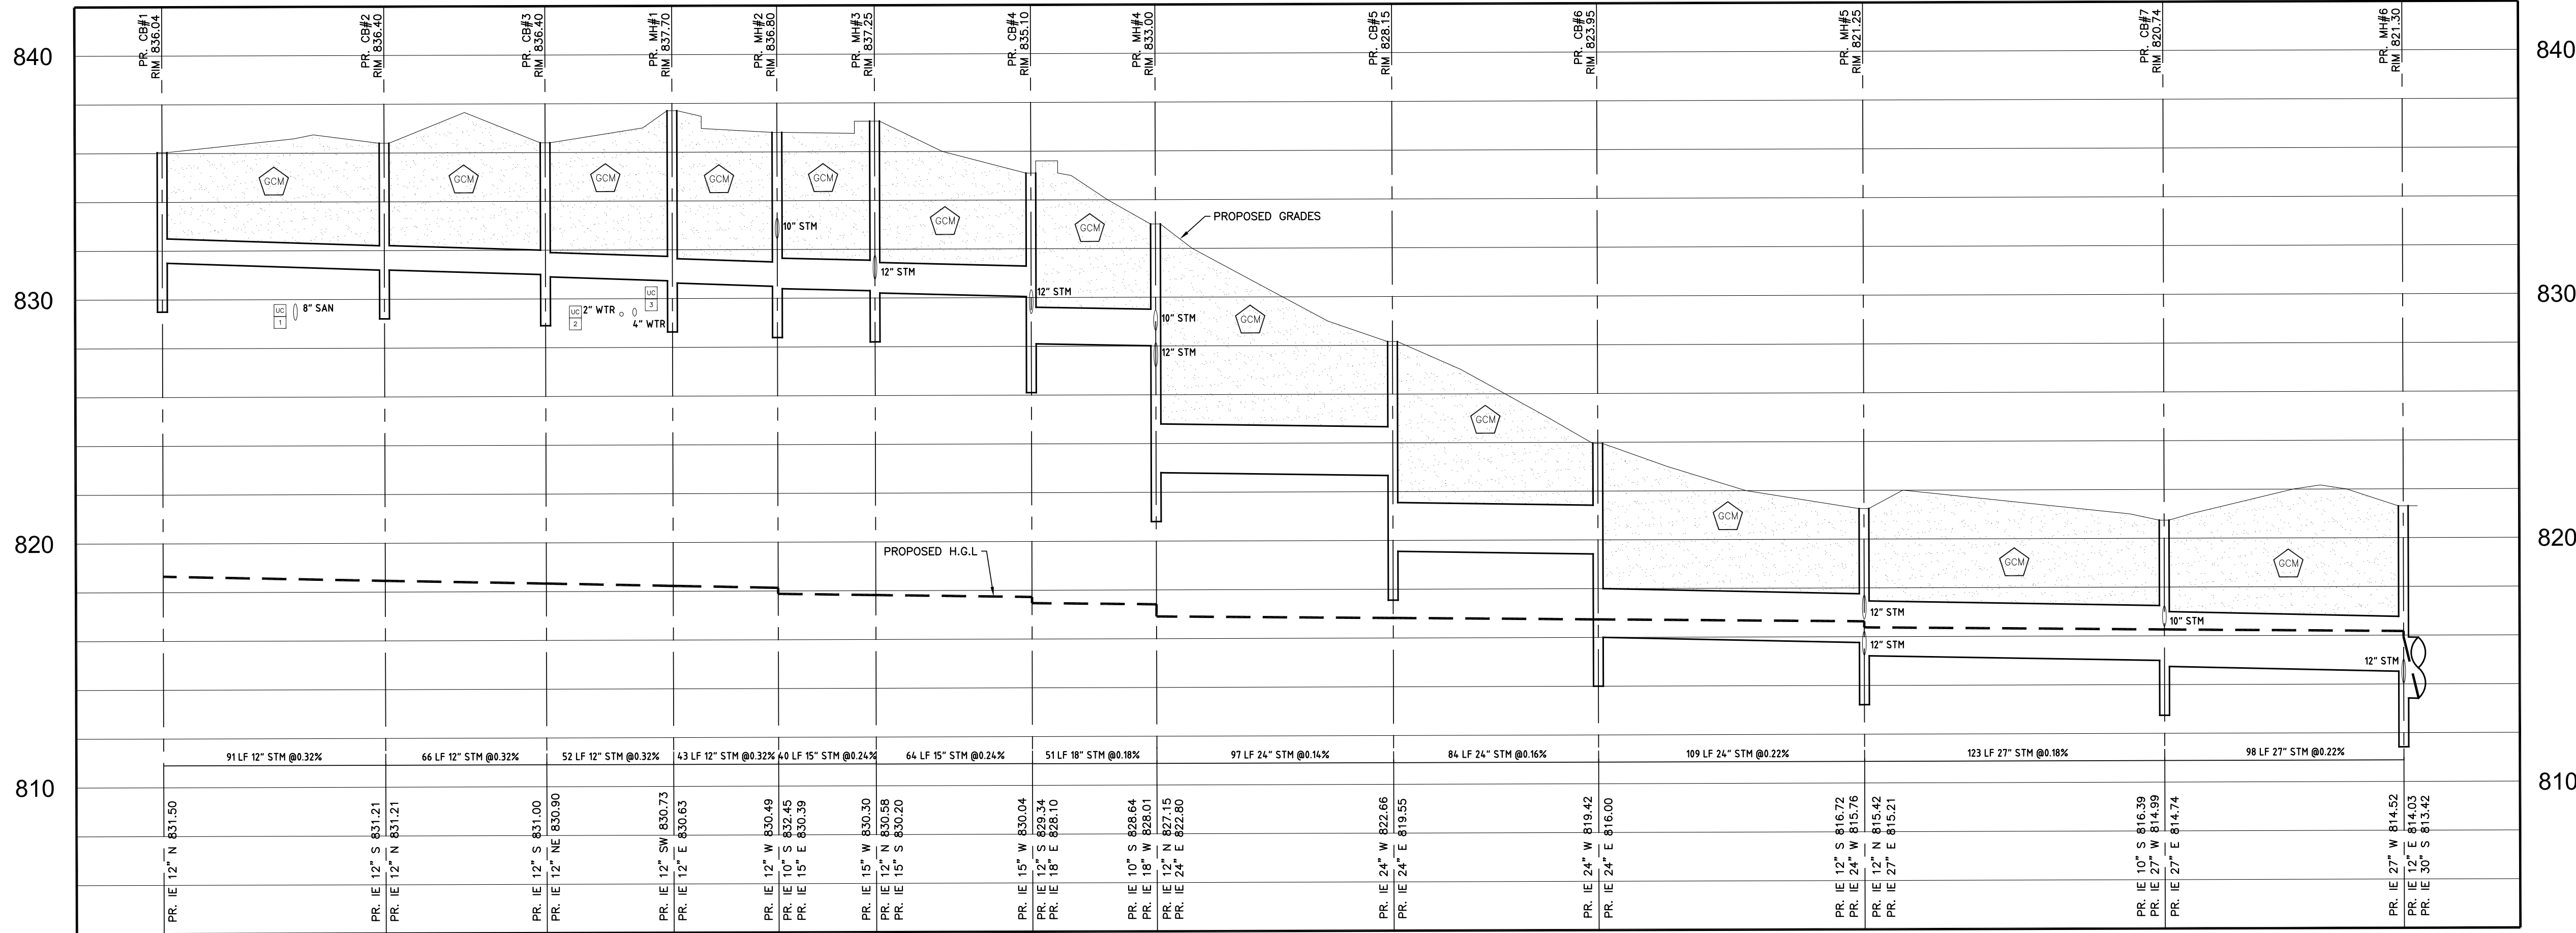 PR. CB#1
RIM 836.04
PR. CB#2
RIM 836.40
PR. CB#3
RIM 836.40
PR. MH#1
RIM 837.70
PR. MH#2
RIM 836.80
PR. MH#3
RIM 837.25
PR. CB#4
RIM 835.10
PR. MH#4
RIM 833.00
PR. CB#5
RIM 828.15
PR. CB#6
RIM 823.95
PR. MH#5
RIM 821.25
PR. CB#7
RIM 820.74
PR. MH#6
RIM 821.30
840
840
GCM
GCM
GCM
GCM
GCM
GCM
GCM
PROPOSED GRADES
10" STM
12" STM
12" STM
830
830
UC
1
8" SAN
UC
2
2" WTR
UC
3
4" WTR
10" STM
12" STM
GCM
GCM
GCM
GCM
GCM
820
820
PROPOSED H.G.L
12" STM
12" STM
10" STM
12" STM
91 LF 12" STM @0.32%
66 LF 12" STM @0.32%
52 LF 12" STM @0.32%
43 LF 12" STM @0.32%
40 LF 15" STM @0.24%
64 LF 15" STM @0.24%
51 LF 18" STM @0.18%
97 LF 24" STM @0.14%
84 LF 24" STM @0.16%
109 LF 24" STM @0.22%
123 LF 27" STM @0.18%
98 LF 27" STM @0.22%
810
810
PR. IE 12" N 831.50
PR. IE 12" S 831.21
PR. IE 12" N 831.21
PR. IE 12" S 831.00
PR. IE 12" NE 830.90
PR. IE 12" SW 830.73
PR. IE 12" E 830.63
PR. IE 12" W 830.49
PR. IE 10" S 832.45
PR. IE 15" E 830.39
PR. IE 15" W 830.30
PR. IE 12" N 830.58
PR. IE 15" S 830.20
PR. IE 15" W 830.04
PR. IE 12" S 829.34
PR. IE 18" E 828.10
PR. IE 10" S 828.64
PR. IE 18" W 828.01
PR. IE 12" N 827.15
PR. IE 24" E 822.80
PR. IE 24" W 822.66
PR. IE 24" E 819.55
PR. IE 24" W 819.42
PR. IE 24" E 816.00
PR. IE 12" S 816.72
PR. IE 24" W 815.76
PR. IE 12" N 815.42
PR. IE 27" E 815.21
PR. IE 10" S 816.39
PR. IE 27" W 814.99
PR. IE 27" E 814.74
PR. IE 27" W 814.52
PR. IE 12" E 814.03
PR. IE 30" S 813.42